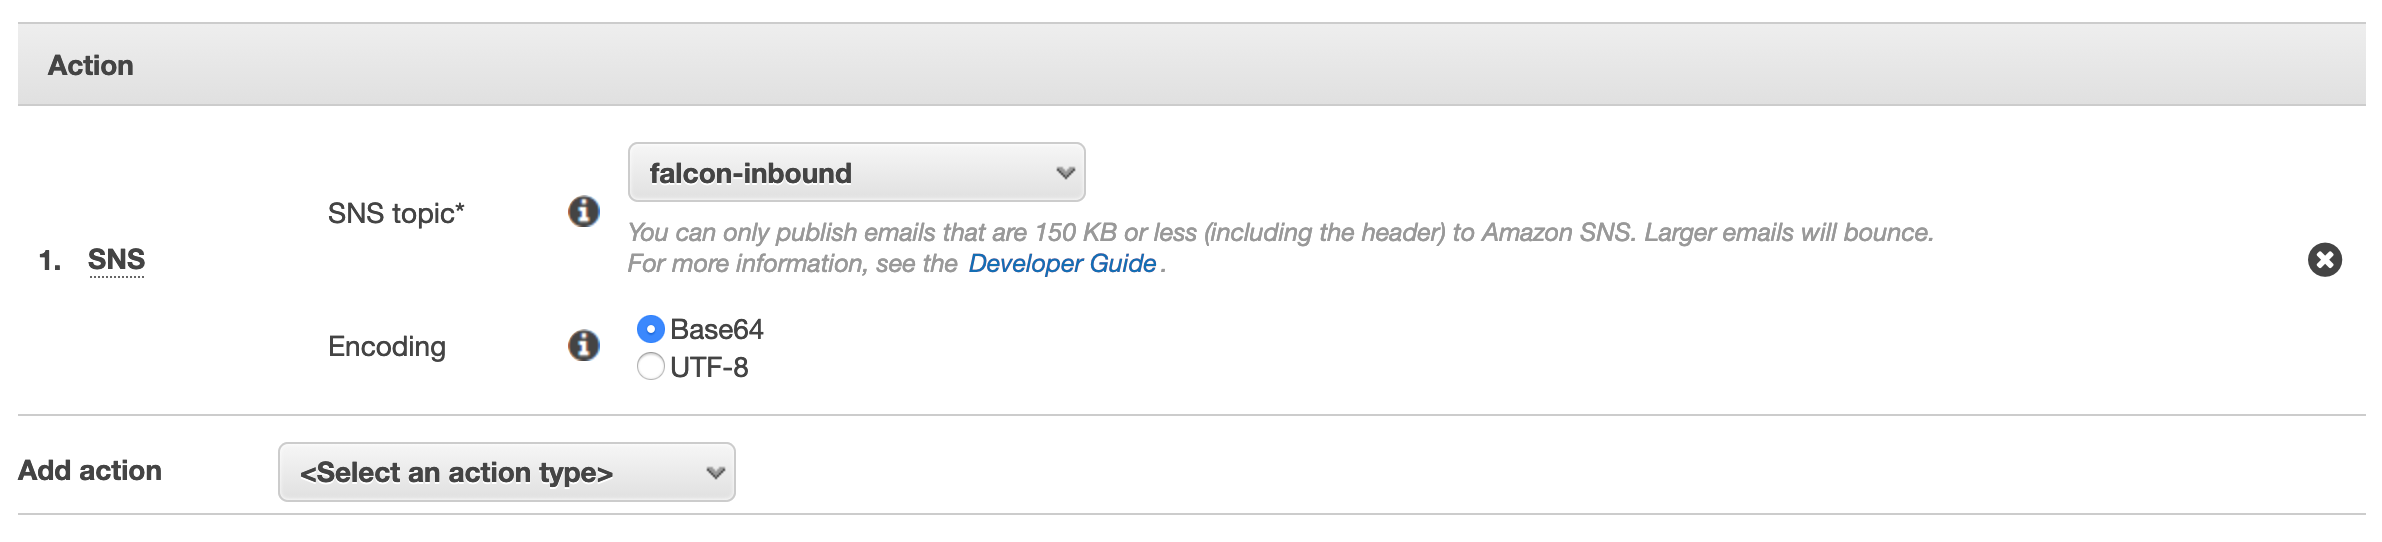 Action
falcon-inbound
SNS topic*
You can only publish emails that are 150 KB or less (including the header) to Amazon SNS. Larger emails will bounce.
For more information, see the Developer Guide.
1. SNS
Encoding
Base64
UTF-8
Add action
<Select an action type>